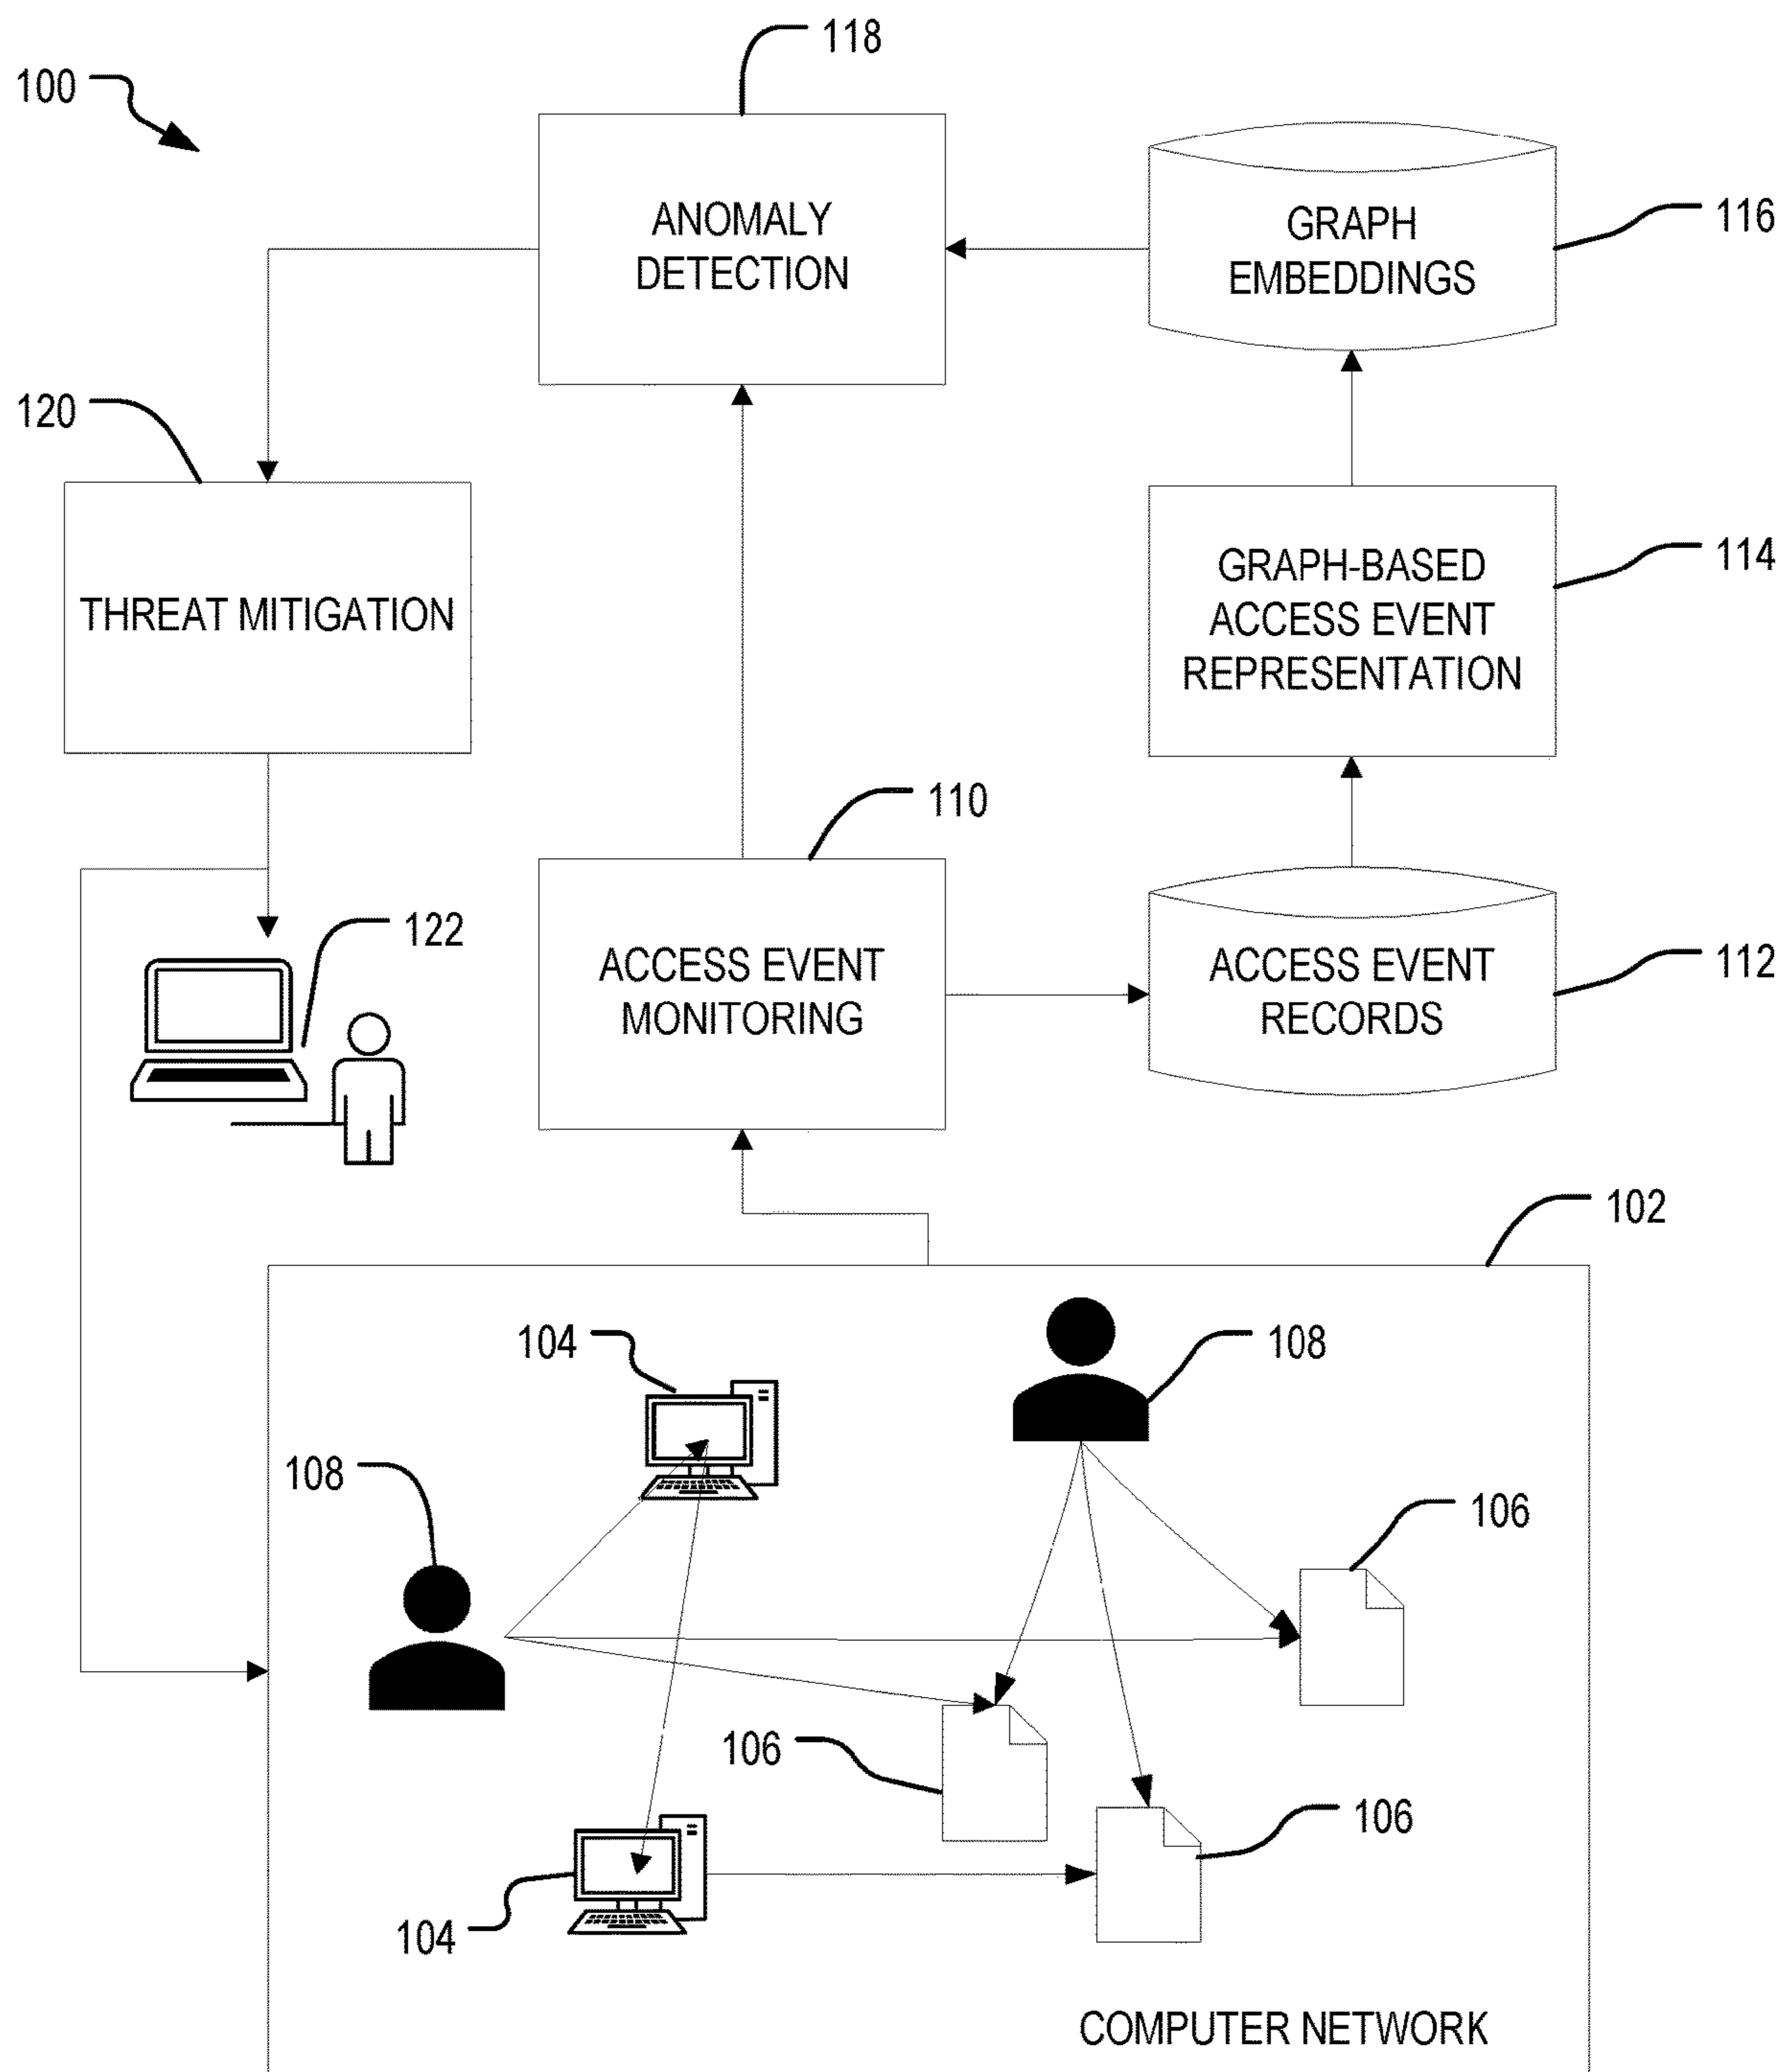 118
100
ANOMALY
DETECTION
GRAPH
EMBEDDINGS
116
120
THREAT MITIGATION
GRAPH-BASED
ACCESS EVENT
REPRESENTATION
114
110
122
ACCESS EVENT
MONITORING
ACCESS EVENT
RECORDS
112
102
104
108
108
106
106
106
104
COMPUTER NETWORK